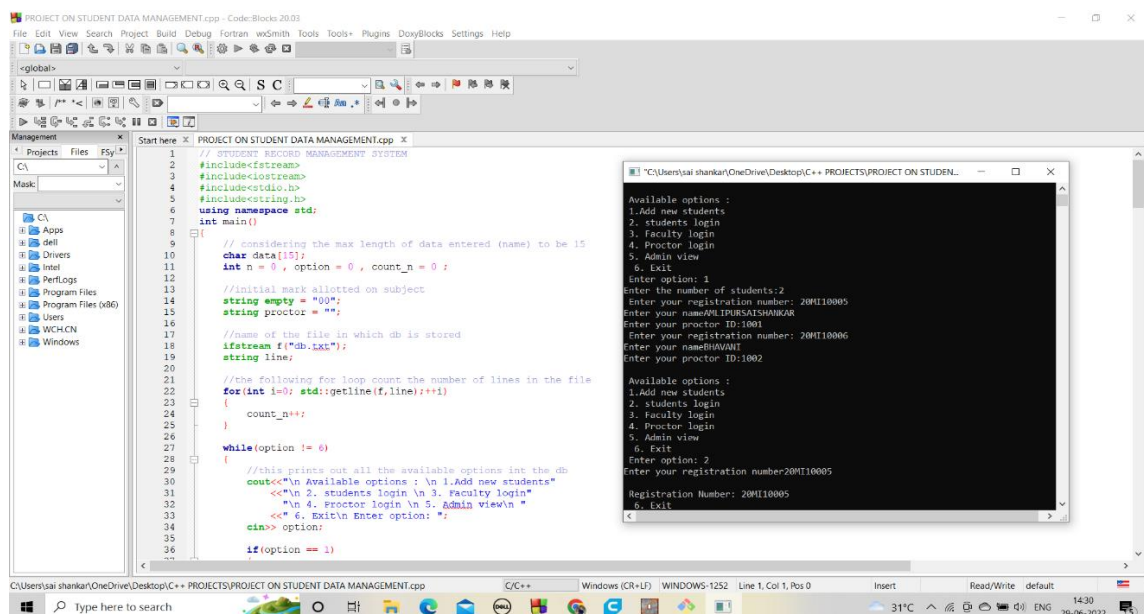 PROJECT ON STUDENT DATA MANAGEMENT.cpp - Code::Blocks 20.03
File Edit View Search Project Build Debug Fortran wxSmith Tools Tools+ Plugins DoxyBlocks Settings Help
<global>
S C
Management
Projects Files FSy
C:\
Mask:
C:\
Apps
dell
Drivers
Intel
PerfLogs
Program Files
Program Files (x86)
Users
WCH.CN
Windows
Start here X PROJECT ON STUDENT DATA MANAGEMENT.cpp X
1 // STUDENT RECORD MANAGEMENT SYSTEM
2 #include<fstream>
3 #include<iostream>
4 #include<stdio.h>
5 #include<string.h>
6 using namespace std;
7 int main()
8 {
9 // considering the max length of data entered (name) to be 15
10 char data[15];
11 int n = 0 , option = 0 , count_n = 0 ;
12
13 //initial mark allotted on subject
14 string empty = "00";
15 string proctor = "";
16
17 //name of the file in which db is stored
18 ifstream f("db.txt");
19 string line;
20
21 //the following for loop count the number of lines in the file
22 for(int i=0; std::getline(f,line);++i)
23 {
24 count_n++;
25 }
26
27 while(option != 6)
28 {
29 //this prints out all the available options int the db
30 cout<<"\n Available options : \n 1.Add new students"
31 <<"\n 2. students login \n 3. Faculty login"
32 "\n 4. Proctor login \n 5. Admin view\n "
33 <<" 6. Exit\n Enter option: ";
34 cin>> option;
35
36 if(option == 1)
"C:\Users\sai shankar\OneDrive\Desktop\C++ PROJECTS\PROJECT ON STUDEN...
Available options :
1.Add new students
2. students login
3. Faculty login
4. Proctor login
5. Admin view
6. Exit
Enter option: 1
Enter the number of students:2
Enter your registration number: 20MI10005
Enter your nameAMLIPURSAISHANKAR
Enter your proctor ID:1001
Enter your registration number: 20MI10006
Enter your nameBHAVANI
Enter your proctor ID:1002
Available options :
1.Add new students
2. students login
3. Faculty login
4. Proctor login
5. Admin view
6. Exit
Enter option: 2
Enter your registration number20MI10005
Registration Number: 20MI10005
6. Exit
C:\Users\sai shankar\OneDrive\Desktop\C++ PROJECTS\PROJECT ON STUDENT DATA MANAGEMENT.cpp C/C++ Windows (CR+LF) WINDOWS-1252 Line 1, Col 1, Pos 0 Insert Read/Write default
Type here to search
31°C ENG 14:30
29-06-2022